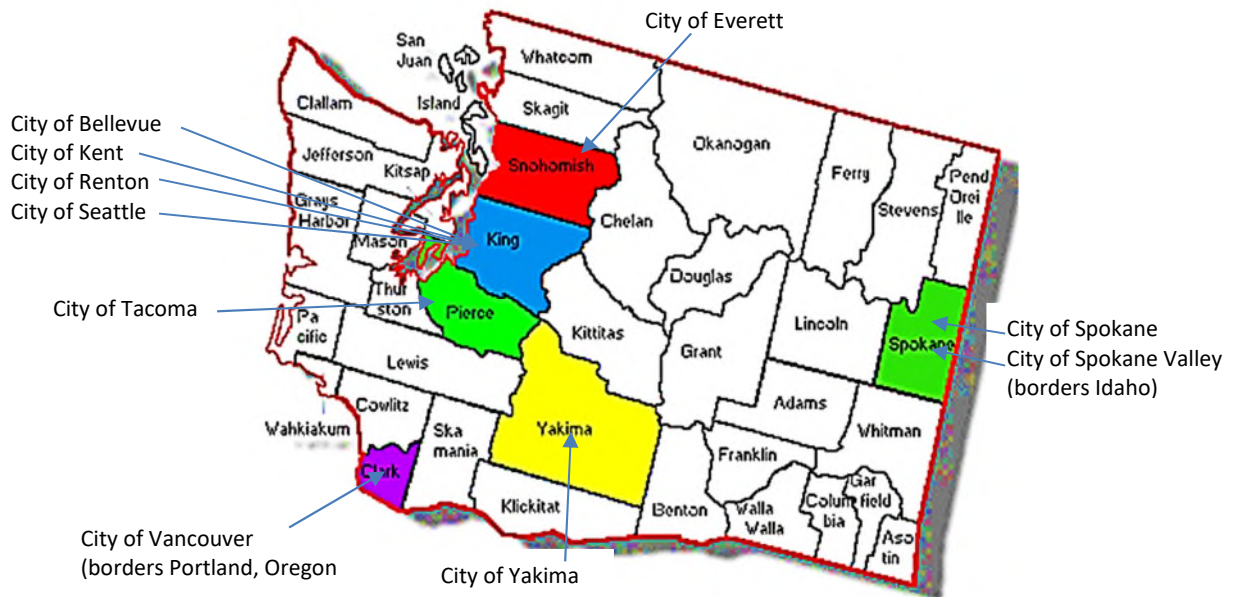 City of Everett
San
Juan
Whatcom
Island
Skagit
Clallam
City of Bellevue
Okanogan
City of Kent
Jefferson
Snohomish
Kitsap
Ferry
Pend
Orei
lle
City of Renton
Stevens
City of Seattle
Grays
Harbor
Chelan
King
Mason
Douglas
Thur
ston
City of Tacoma
Pierce
Pa
cific
Kittitas
Lincoln
City of Spokane
Spokane
City of Spokane Valley
(borders Idaho)
Grant
Lewis
Adams
Cowlitz
Wahkiakum
Ska
mania
Yakima
Whitman
Franklin
Clark
Gar
field
Klickitat
Benton
Walla
Walla
Colum
bia
Aso
tin
City of Vancouver
(borders Portland, Oregon
City of Yakima